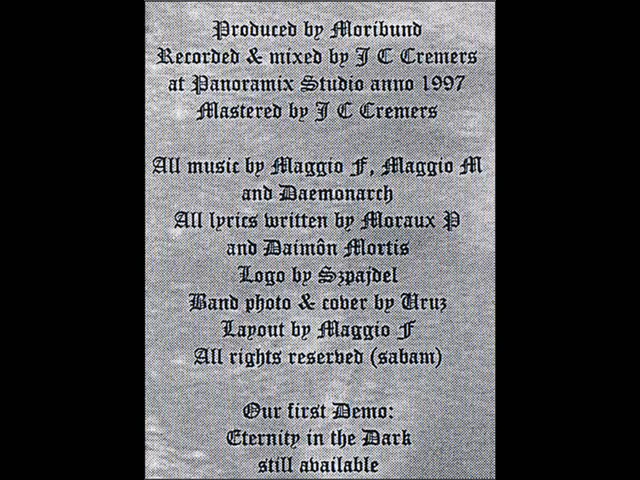 Produced by Moribund
Recorded & mixed by J C Cremers
at Panoramix Studio anno 1997
Mastered by J C Cremers
All music by Maggio F, Maggio M
and Daemonarch
All lyrics written by Moraux P
and Daimôn Mortis
Logo by Szpajdel
Band photo & cover by Uruz
Layout by Maggio F
All rights reserved (sabam)
Our first Demo:
Eternity in the Dark
still available